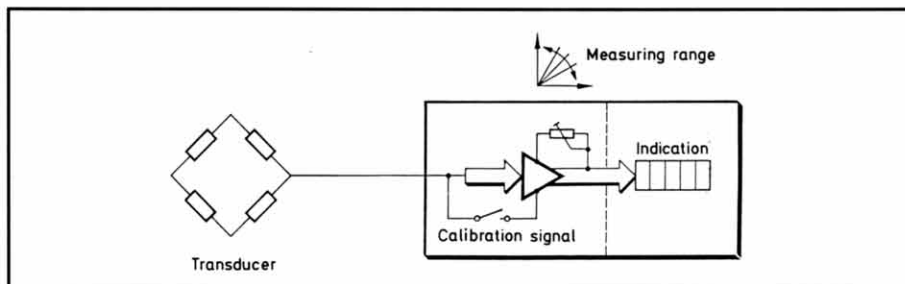 Measuring range
Indication
Calibration signal
Transducer